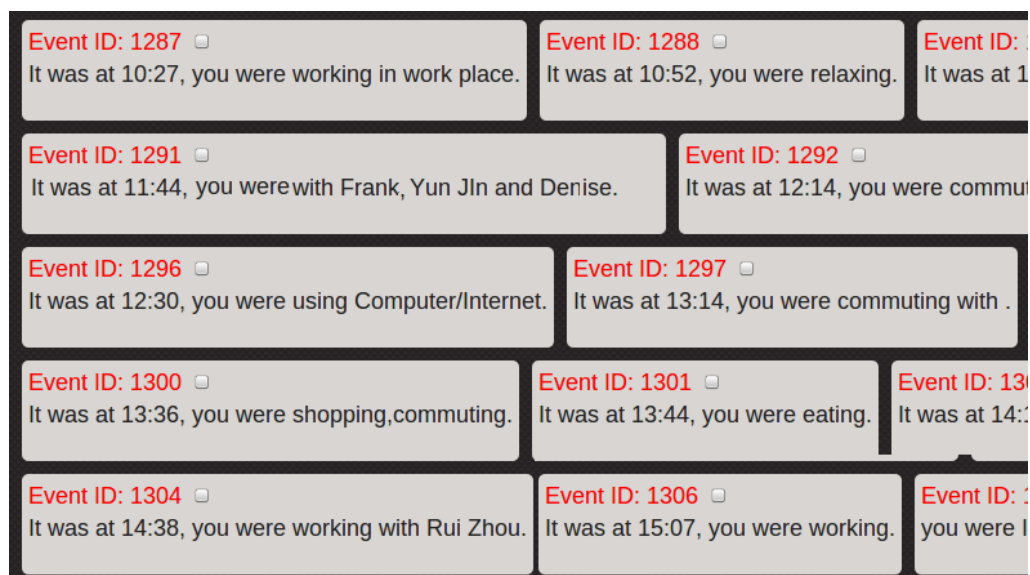 Event ID: 1287
It was at 10:27, you were working in work place.
Event ID: 1288
It was at 10:52, you were relaxing.
Event ID:
It was at
Event ID: 1291
It was at 11:44, you were with Frank, Yun JIn and Denise.
Event ID: 1292
It was at 12:14, you were commut
Event ID: 1296
It was at 12:30, you were using Computer/Internet.
Event ID: 1297
It was at 13:14, you were commuting with .
Event ID: 1300
It was at 13:36, you were shopping,commuting.
Event ID: 1301
It was at 13:44, you were eating.
Event ID: 130
It was at 14:1
Event ID: 1304
It was at 14:38, you were working with Rui Zhou.
Event ID: 1306
It was at 15:07, you were working.
Event ID:
you were